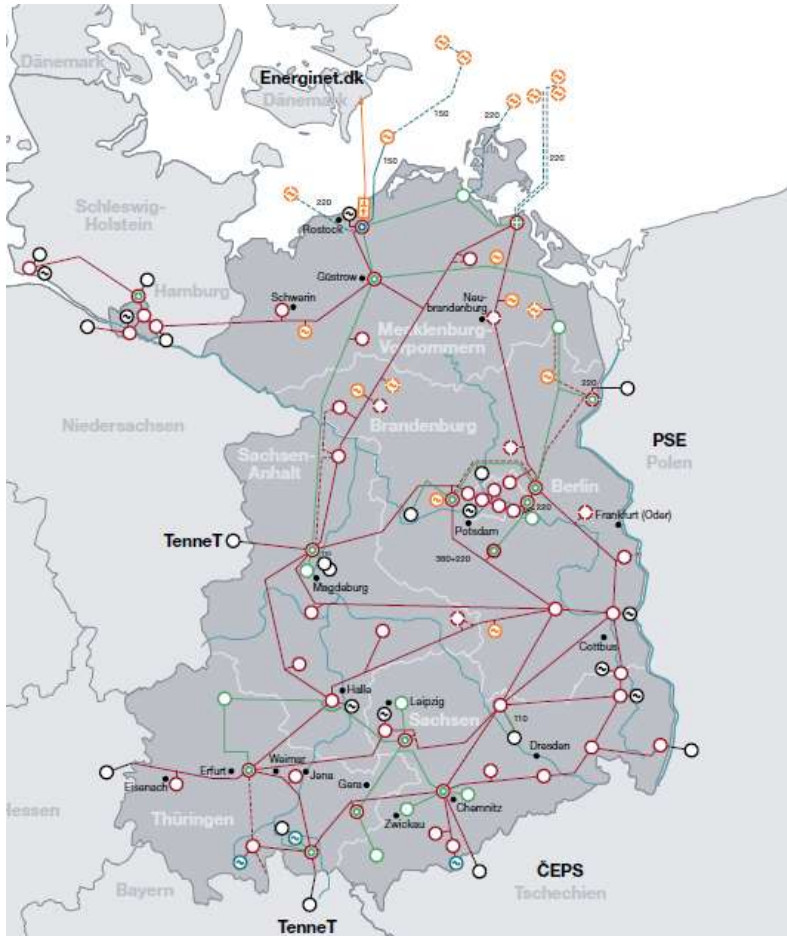 Dänemark
Energinet.dk
Dänemark
150
150
220
220
220
220
Schleswig-
Holstein
Rostock
Hamburg
Güstrow
Schwerin
Neu-
brandenburg
Mecklenburg-
Vorpommern
220
Niedersachsen
Brandenburg
Sachsen-
Anhalt
PSE
Polen
Berlin
220
Potsdam
Frankfurt (Oder)
TenneT
380+220
Magdeburg
Cottbus
Halle
Leipzig
Sachsen
110
Dresden
Erfurt
Weimar
Jena
Gera
Eisenach
Hessen
Thüringen
Zwickau
Chemnitz
Bayern
ČEPS
Tschechien
TenneT